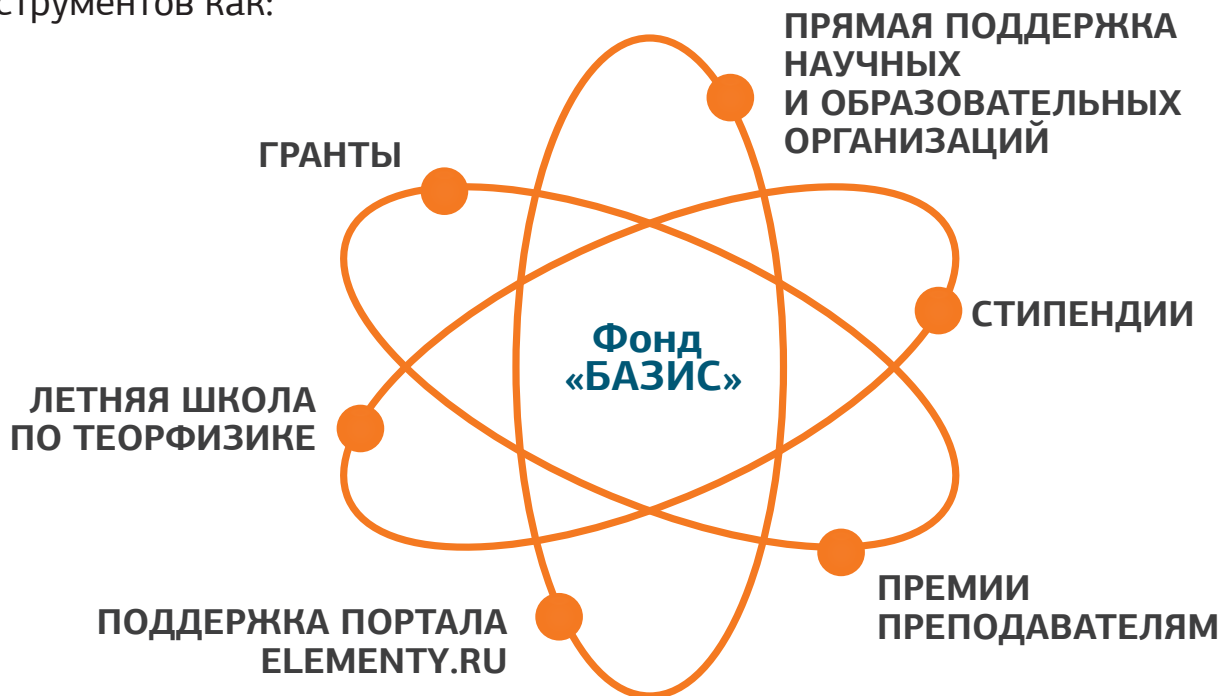 как:
ПРЯМАЯ ПОДДЕРЖКА
НАУЧНЫХ
И ОБРАЗОВАТЕЛЬНЫХ
ОРГАНИЗАЦИЙ
ГРАНТЫ
СТИПЕНДИИ
Фонд
«БАЗИС»
ЛЕТНЯЯ ШКОЛА
ПО ТЕОРФИЗИКЕ
ПРЕМИИ
ПРЕПОДАВАТЕЛЯМ
ПОДДЕРЖКА ПОРТАЛА
ELEMENTY.RU